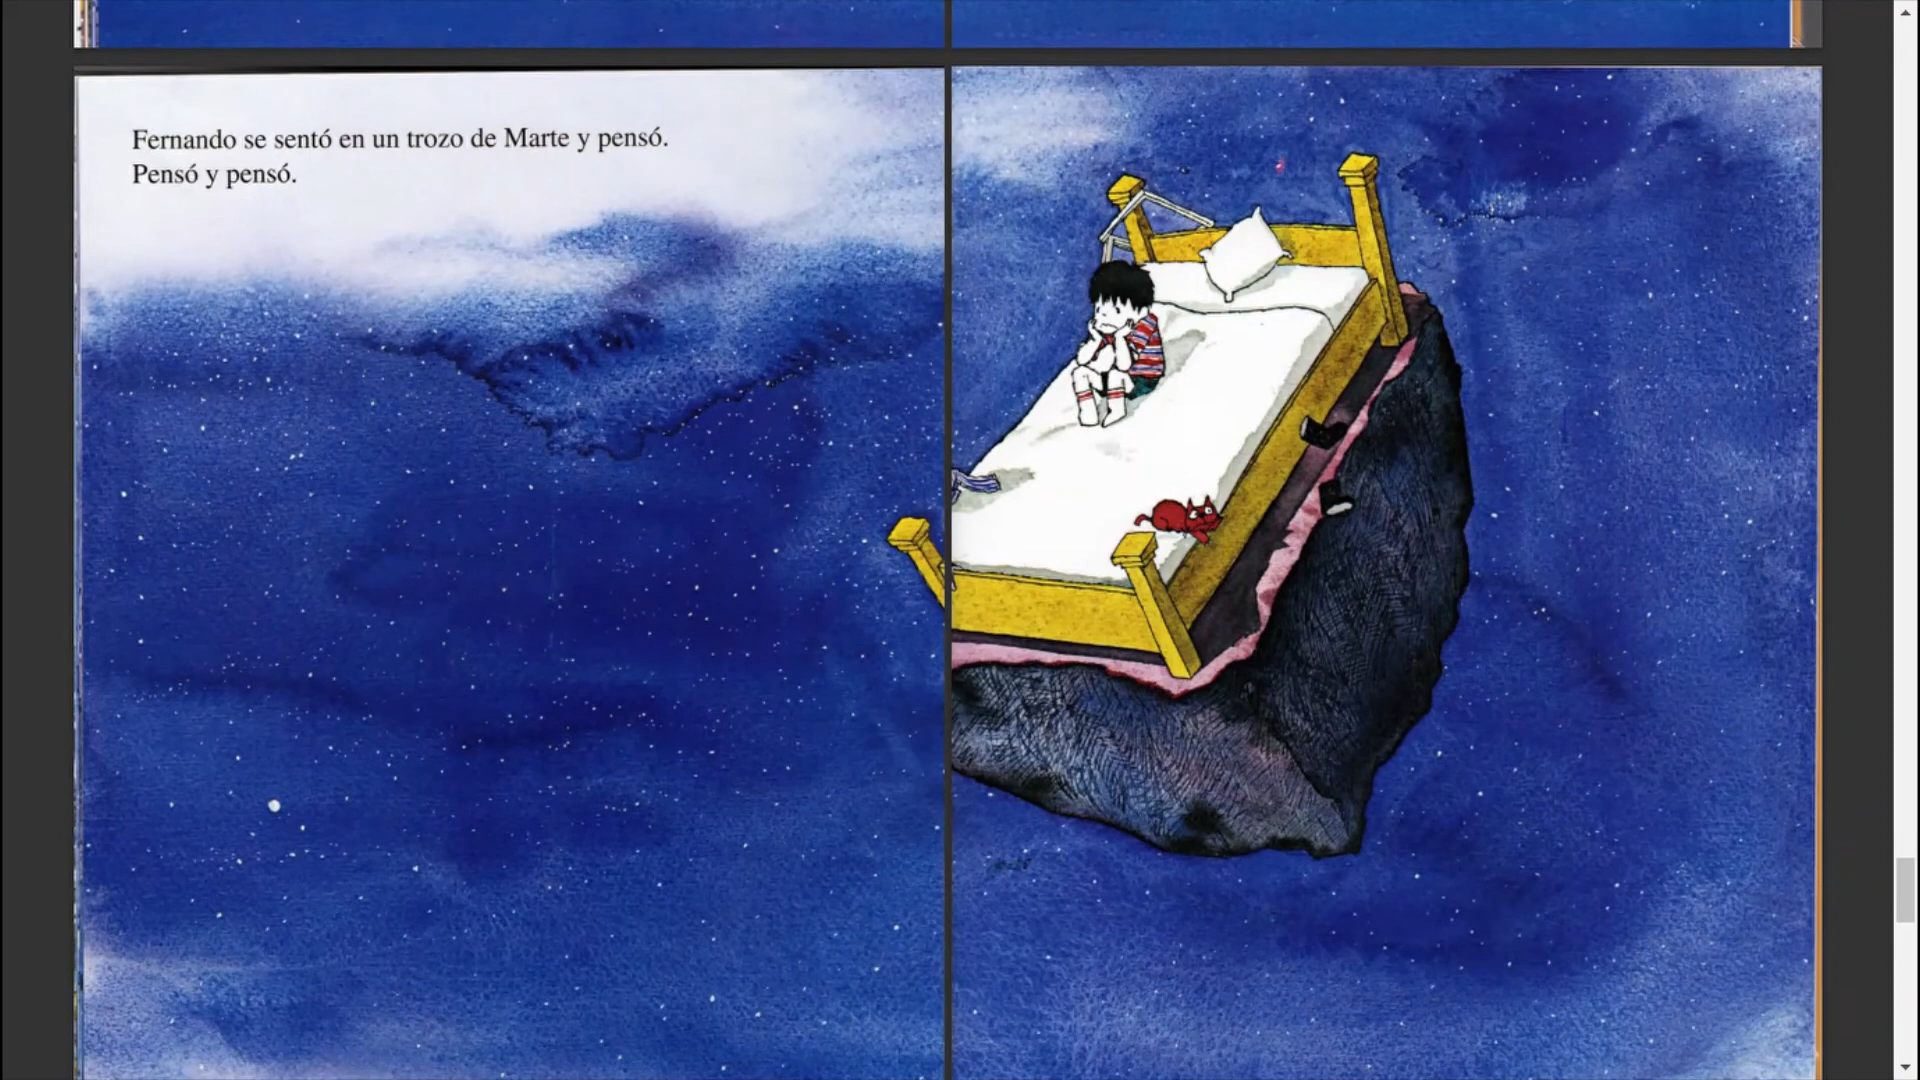 Fernando se sentó en un trozo de Marte y pensó.
Pensó y pensó.